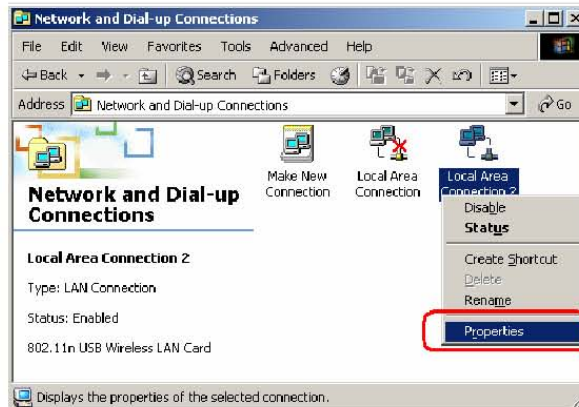 Network and Dial-up Connections
File Edit View Favorites Tools Advanced Help
Back Search Folders
Address Network and Dial-up Connections Go
Make New Connection
Local Area Connection
Local Area Connection 2
Network and Dial-up Connections
Local Area Connection 2
Type: LAN Connection
Status: Enabled
802.11n USB Wireless LAN Card
Disable
Status
Create Shortcut
Delete
Rename
Properties
Displays the properties of the selected connection.